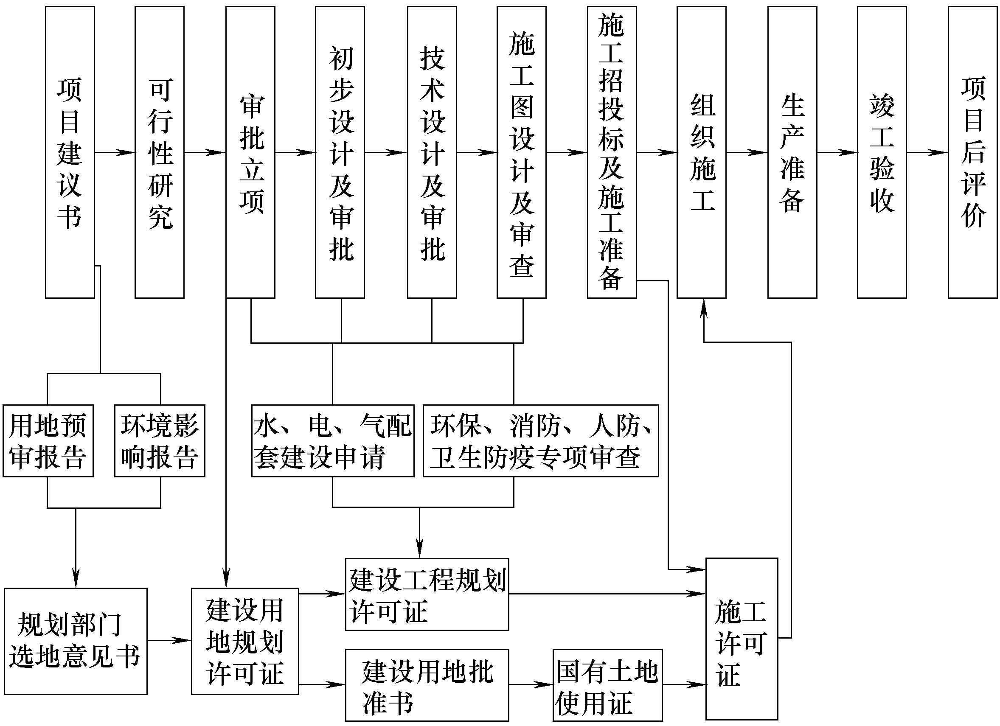 项目建议书
可行性研究
审批立项
初步设计及审批
技术设计及审批
施工图设计及审查
施工招投标及施工准备
组织施工
生产准备
竣工验收
项目后评价
用地预
审报告
环境影
响报告
水、电、气配
套建设申请
环保、消防、人防、
卫生防疫专项审查
规划部门
选地意见书
建设用
地规划
许可证
建设工程规划
许可证
建设用地批
准书
国有土地
使用证
施工
许可
证